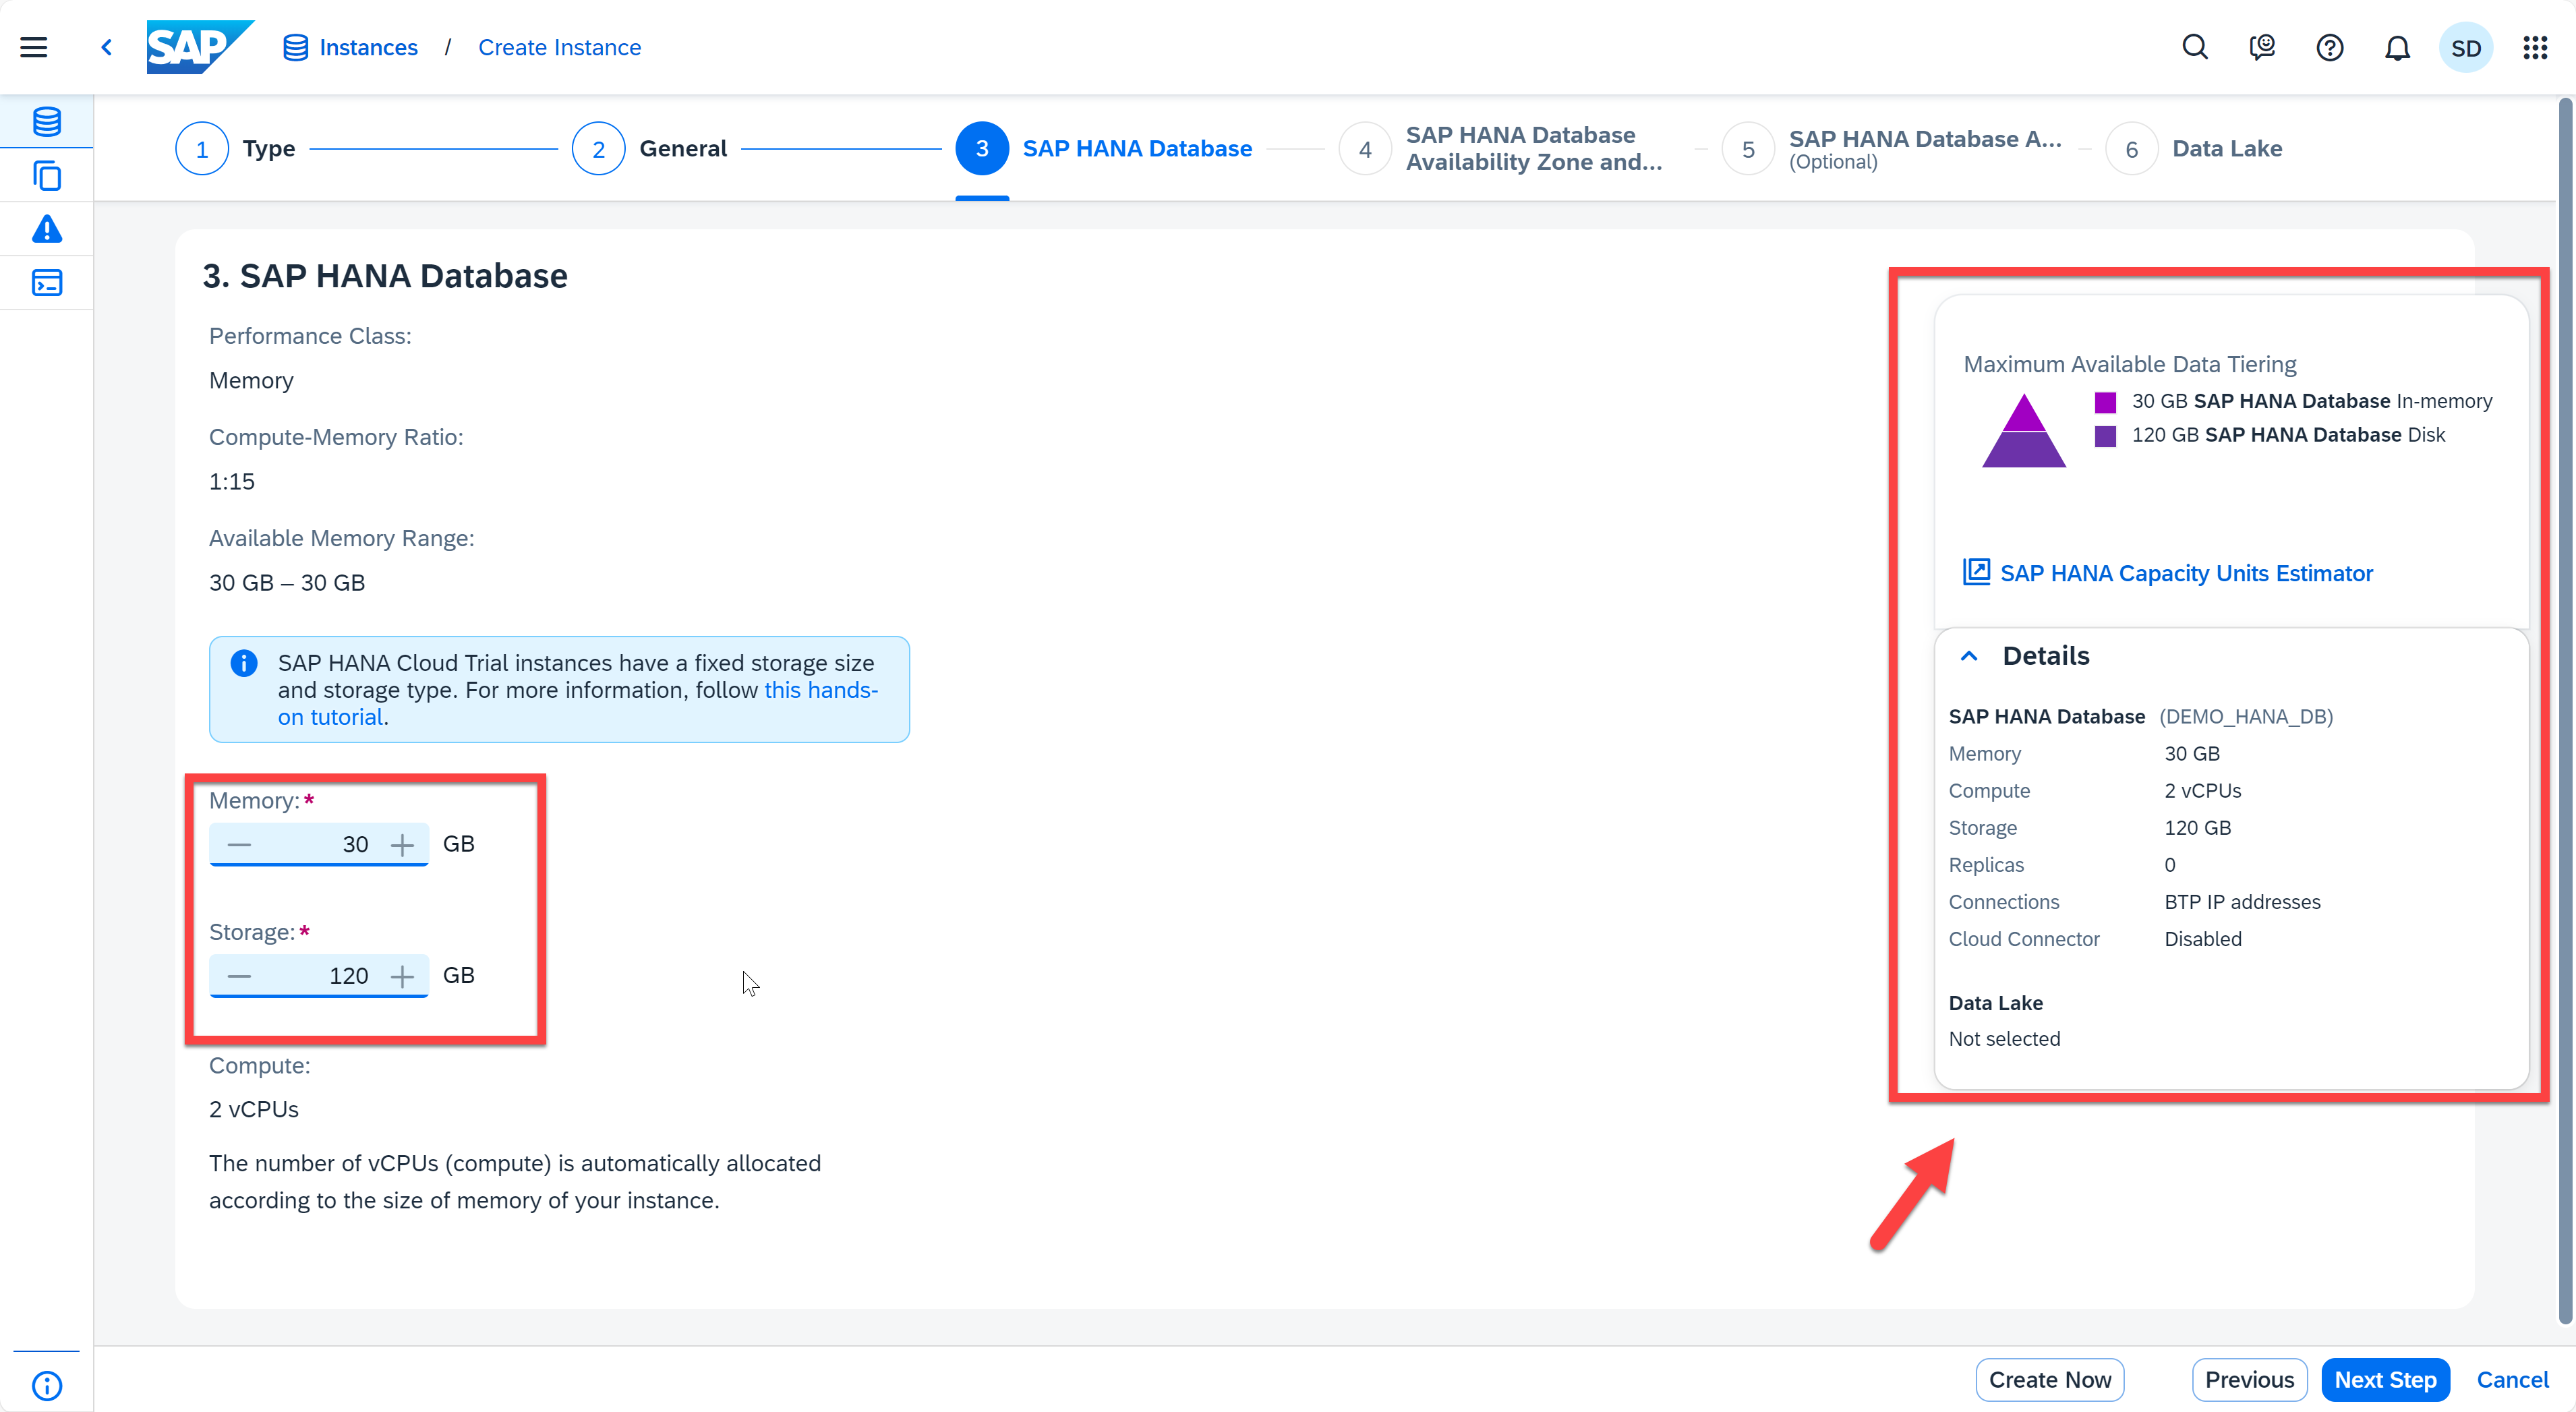 SAP
Instances / Create Instance
SD
1 Type
2 General
3 SAP HANA Database
4 SAP HANA Database
Availability Zone and...
5 SAP HANA Database A...
(Optional)
6 Data Lake
3. SAP HANA Database
Performance Class:
Memory
Compute-Memory Ratio:
1:15
Available Memory Range:
30 GB – 30 GB
SAP HANA Cloud Trial instances have a fixed storage size
and storage type. For more information, follow this hands-
on tutorial.
Memory:*
30 GB
Storage:*
120 GB
Compute:
2 vCPUs
The number of vCPUs (compute) is automatically allocated
according to the size of memory of your instance.
Maximum Available Data Tiering
30 GB SAP HANA Database In-memory
120 GB SAP HANA Database Disk
SAP HANA Capacity Units Estimator
Details
SAP HANA Database (DEMO_HANA_DB)
Memory 30 GB
Compute 2 vCPUs
Storage 120 GB
Replicas 0
Connections BTP IP addresses
Cloud Connector Disabled
Data Lake
Not selected
Create Now Previous Next Step Cancel